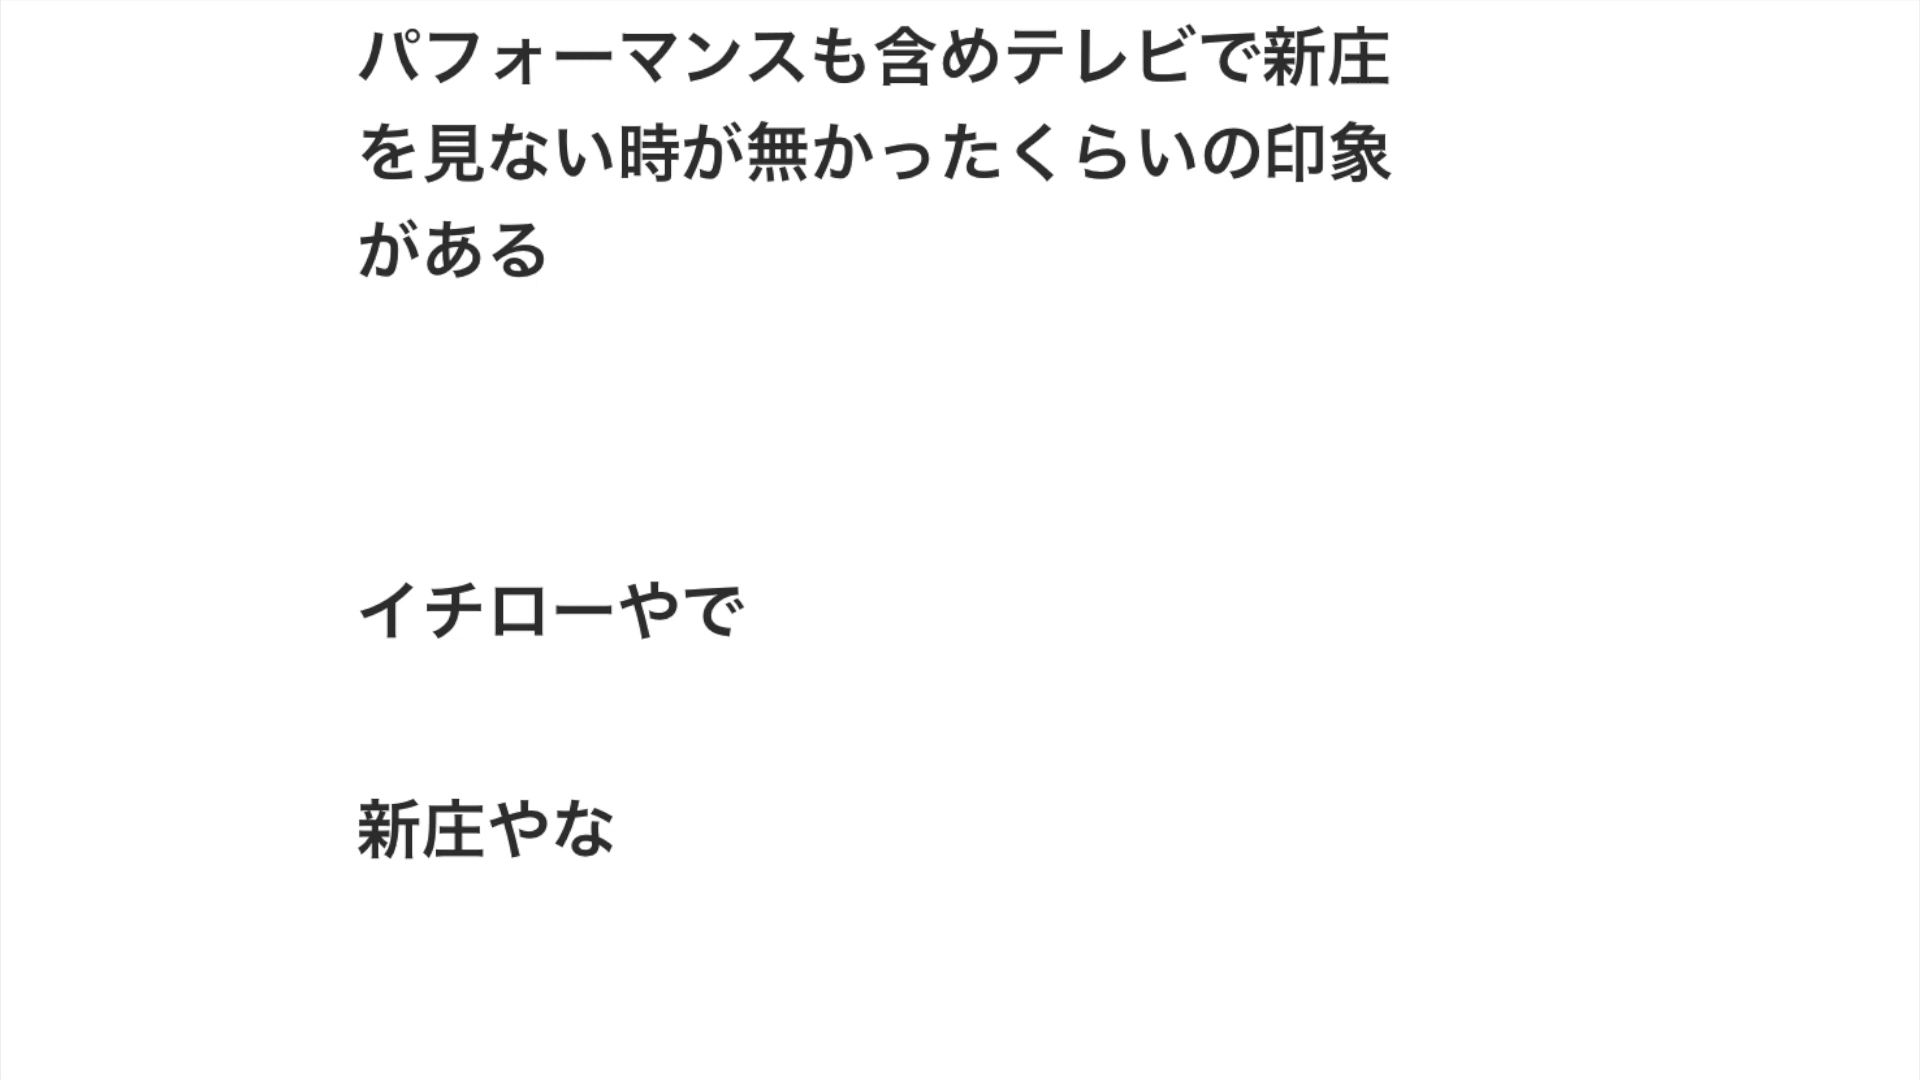 パフォーマンスも含めテレビで新庄
を見ない時が無かったくらいの印象
がある
イチローやで
新庄やな